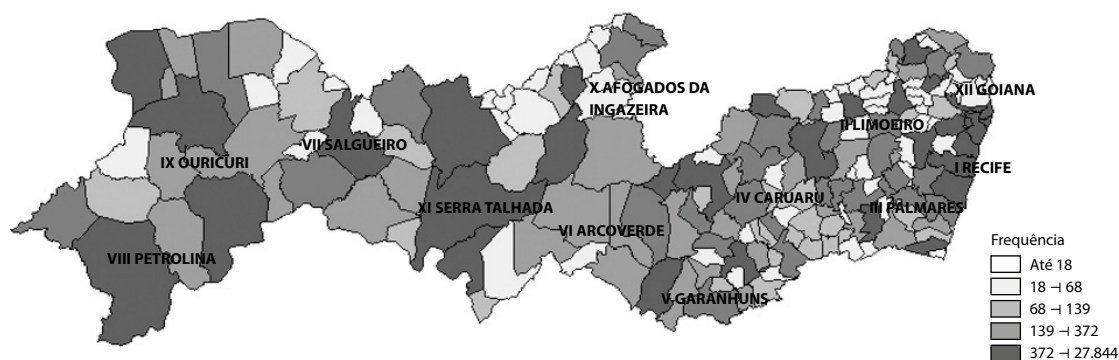 X AFOGADOS DA
INGAZEIRA
XII GOIANA
II LIMOEIRO
VII SALGUEIRO
IX OURICURI
I RECIFE
IV CARUARU
XI SERRA TALHADA
III PALMARES
VI ARCOVERDE
VIII PETROLINA
V GARANHUNS
Frequência
Até 18
18 ⊣ 68
68 ⊣ 139
139 ⊣ 372
372 ⊣ 27.844